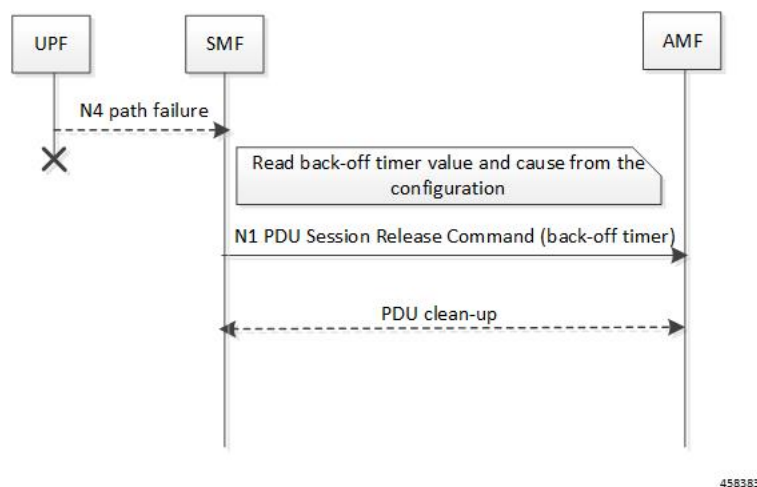 UPF
SMF
AMF
N4 path failure
Read back-off timer value and cause from the
configuration
N1 PDU Session Release Command (back-off timer)
PDU clean-up
458383